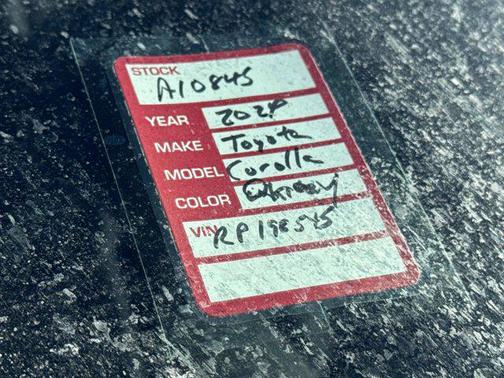 STOCK A10845
YEAR 2024
MAKE Toyota
MODEL Corolla
COLOR
VIN RP198545